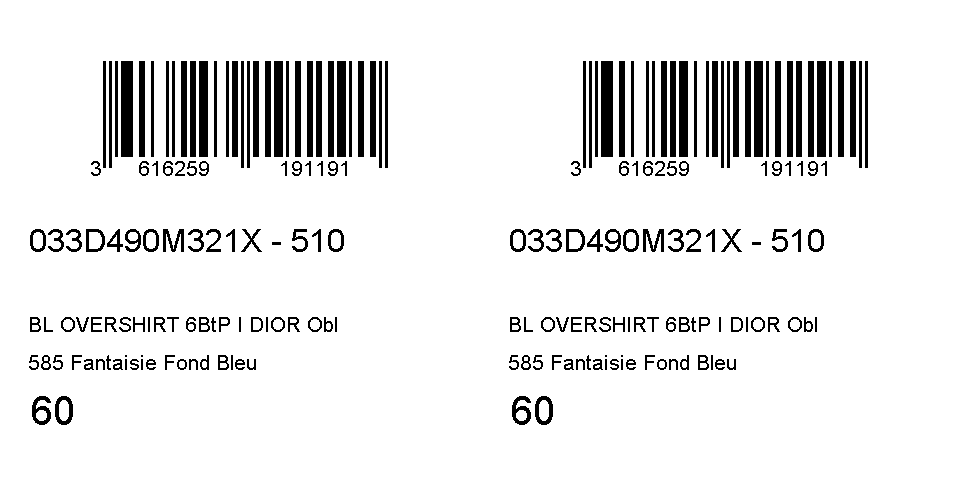 3 616259 191191 3 616259 191191
033D490M321X - 510 033D490M321X - 510
BL OVERSHIRT 6BtP I DIOR Obl BL OVERSHIRT 6BtP I DIOR Obl
585 Fantaisie Fond Bleu 585 Fantaisie Fond Bleu
60 60